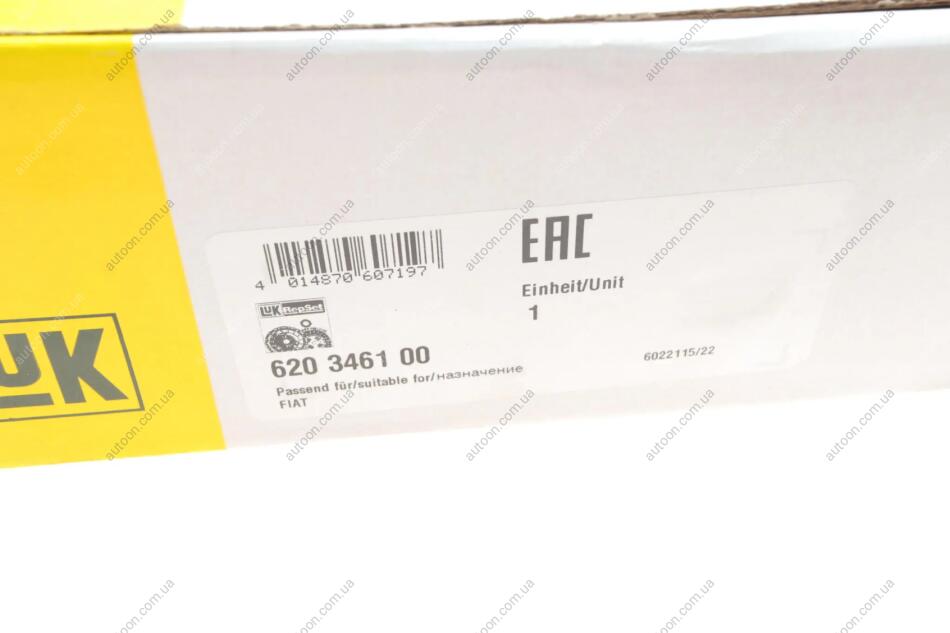 LUK
4 014870 607197
LUK RepSet
620 3461 00
Passend für/suitable for/назначение
FIAT
EAC
Einheit/Unit
1
6022115/22
autoon.com.ua